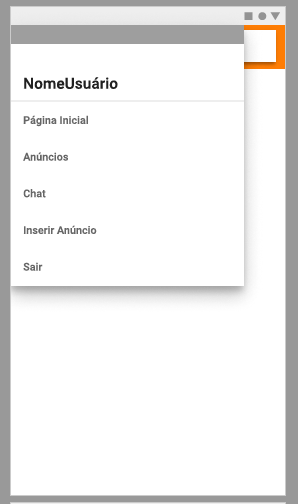 NomeUsuário
Página Inicial
Anúncios
Chat
Inserir Anúncio
Sair